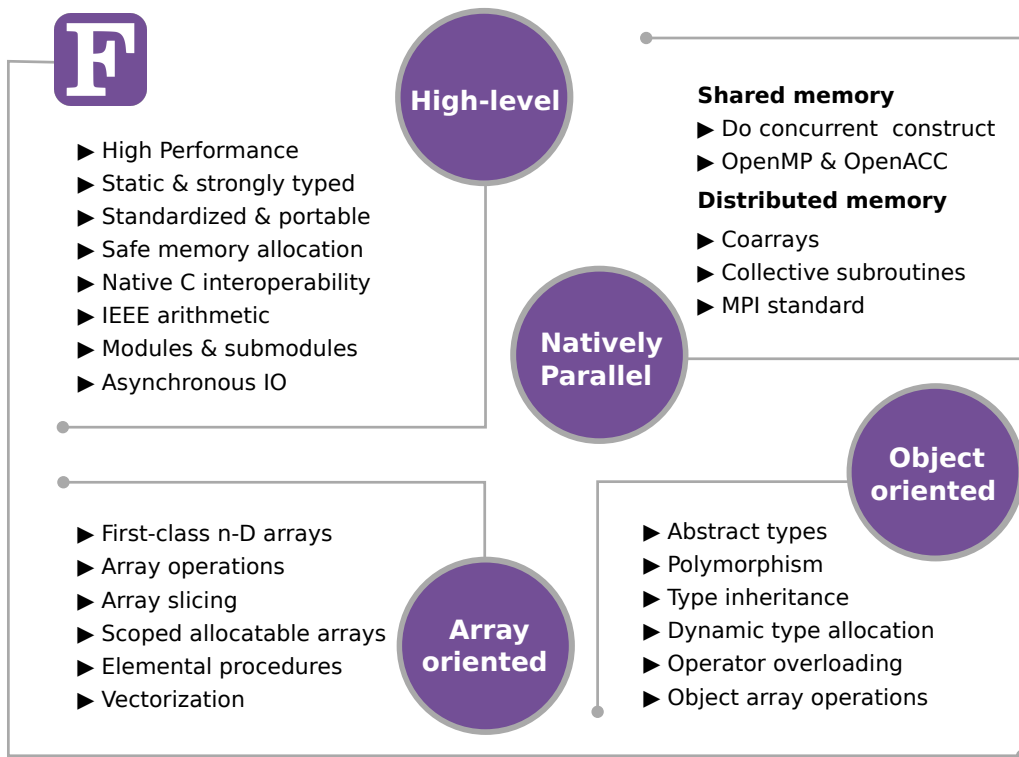 F
High-level
▶ High Performance
▶ Static & strongly typed
▶ Standardized & portable
▶ Safe memory allocation
▶ Native C interoperability
▶ IEEE arithmetic
▶ Modules & submodules
▶ Asynchronous IO
Natively
Parallel
Shared memory
▶ Do concurrent  construct
▶ OpenMP & OpenACC
Distributed memory
▶ Coarrays
▶ Collective subroutines
▶ MPI standard
Array
oriented
▶ First-class n-D arrays
▶ Array operations
▶ Array slicing
▶ Scoped allocatable arrays
▶ Elemental procedures
▶ Vectorization
Object
oriented
▶ Abstract types
▶ Polymorphism
▶ Type inheritance
▶ Dynamic type allocation
▶ Operator overloading
▶ Object array operations